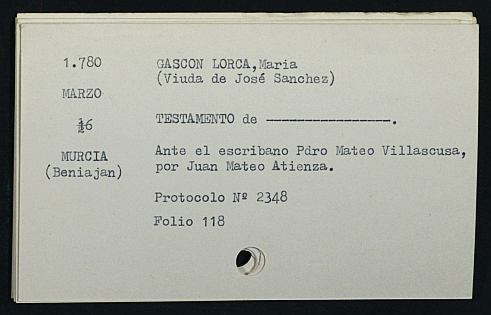 1.780
GASCON LORCA,Maria
(Viuda de José Sanchez)
MARZO
16
TESTAMENTO de ----------------.
MURCIA
(Beniajan)
Ante el escribano Pdro Mateo Villascusa,
por Juan Mateo Atienza.
Protocolo Nº 2348
Folio 118